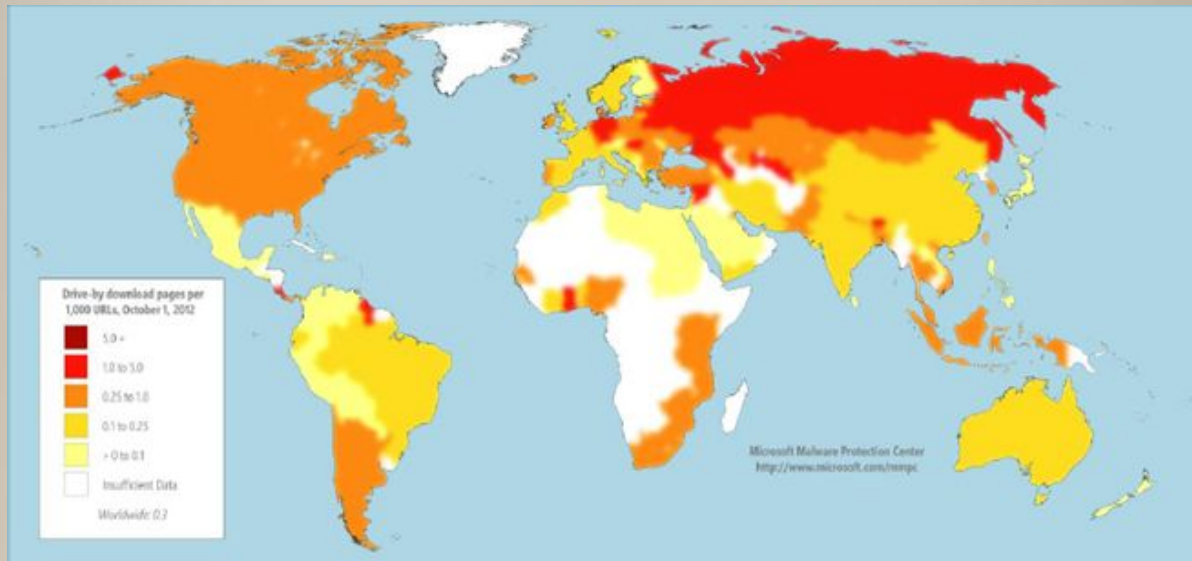 Drive-by download pages per
1,000 URLs, October 1, 2012
5.0 +
1.0 to 5.0
0.25 to 1.0
0.1 to 0.25
> 0 to 0.1
Insufficient Data
Worldwide: 0.3
Microsoft Malware Protection Center
http://www.microsoft.com/mmpc